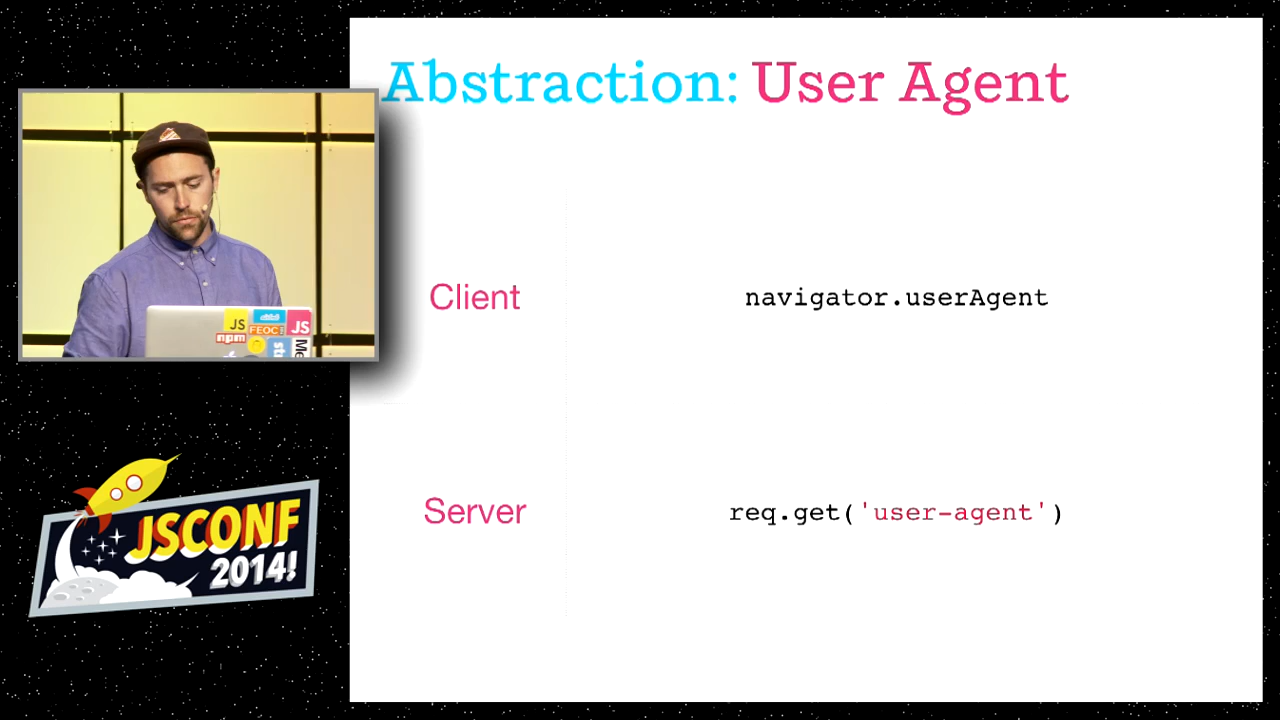 Abstraction: User Agent
Client
navigator.userAgent
Server
req.get('user-agent')
JS
FEOC
JS
npm
JSCONF
2014!